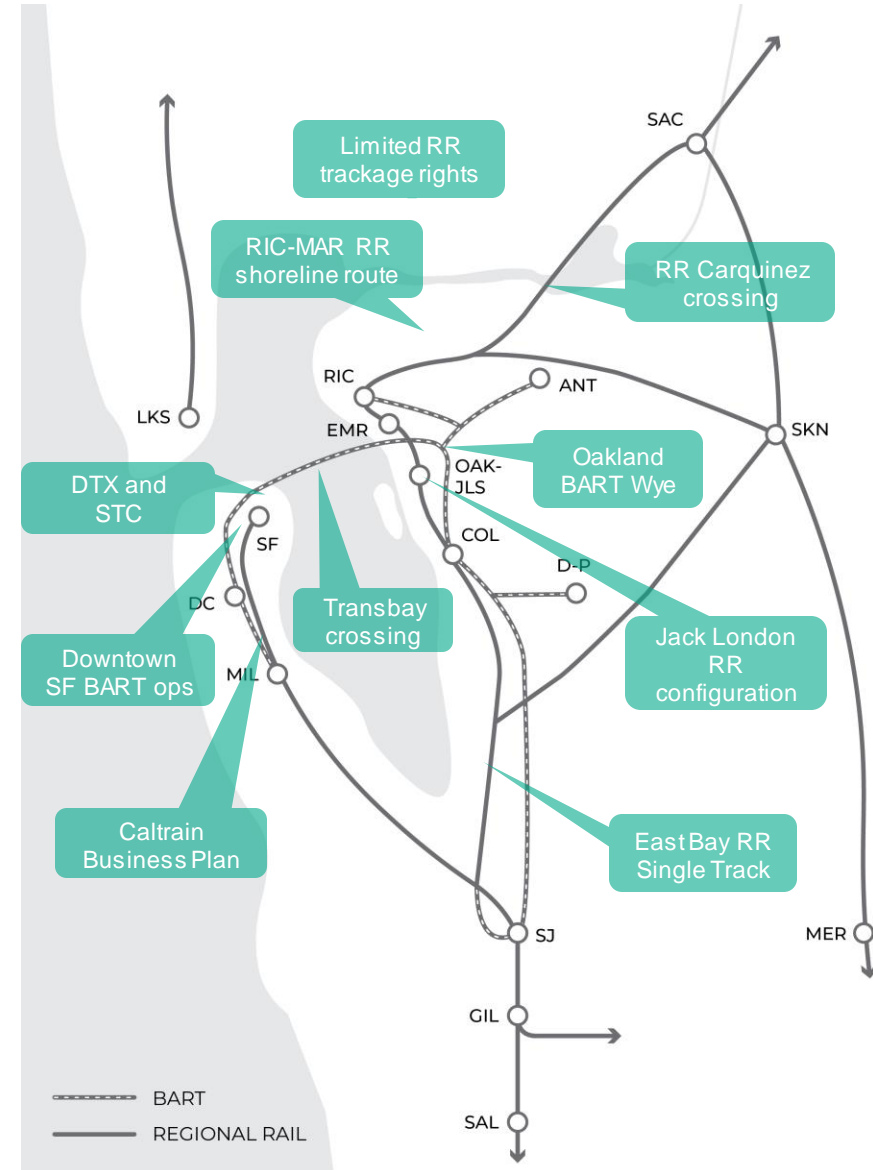 SAC
Limited RR
trackage rights
RIC-MAR RR
shoreline route
RR Carquinez
crossing
RIC
ANT
LKS
EMR
SKN
OAK-
JLS
Oakland
BART Wye
DTX and
STC
SF
COL
D-P
DC
Transbay
crossing
Jack London
RR
configuration
Downtown
SF BART ops
MIL
Caltrain
Business Plan
East Bay RR
Single Track
SJ
MER
GIL
BART
SAL
REGIONAL RAIL